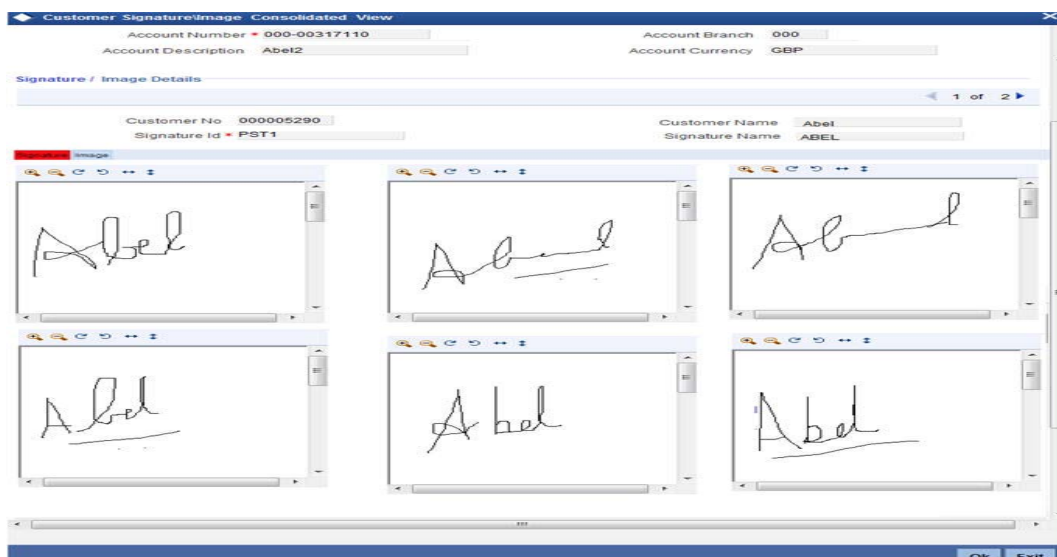 Customer Signature\Image Consolidated View
Account Number * 000-00317110 Account Branch 000
Account Description Abel2 Account Currency GBP
Signature / Image Details
1 of 2
Customer No 000005290 Customer Name Abel
Signature Id * PST1 Signature Name ABEL
Signature Image
Abel
Abel
Abel
Abel
Ok Exit